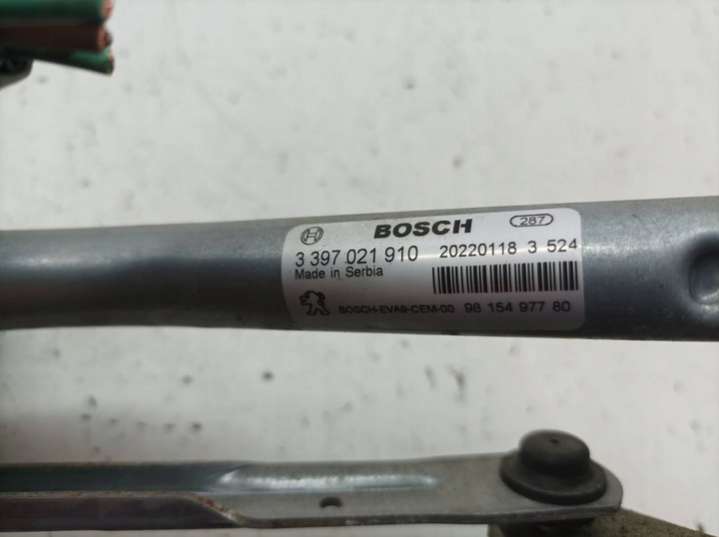 BOSCH 287
3 397 021 910 20220118 3 524
Made in Serbia
BOSCH-EVA9-CEM-00 98 154 977 80